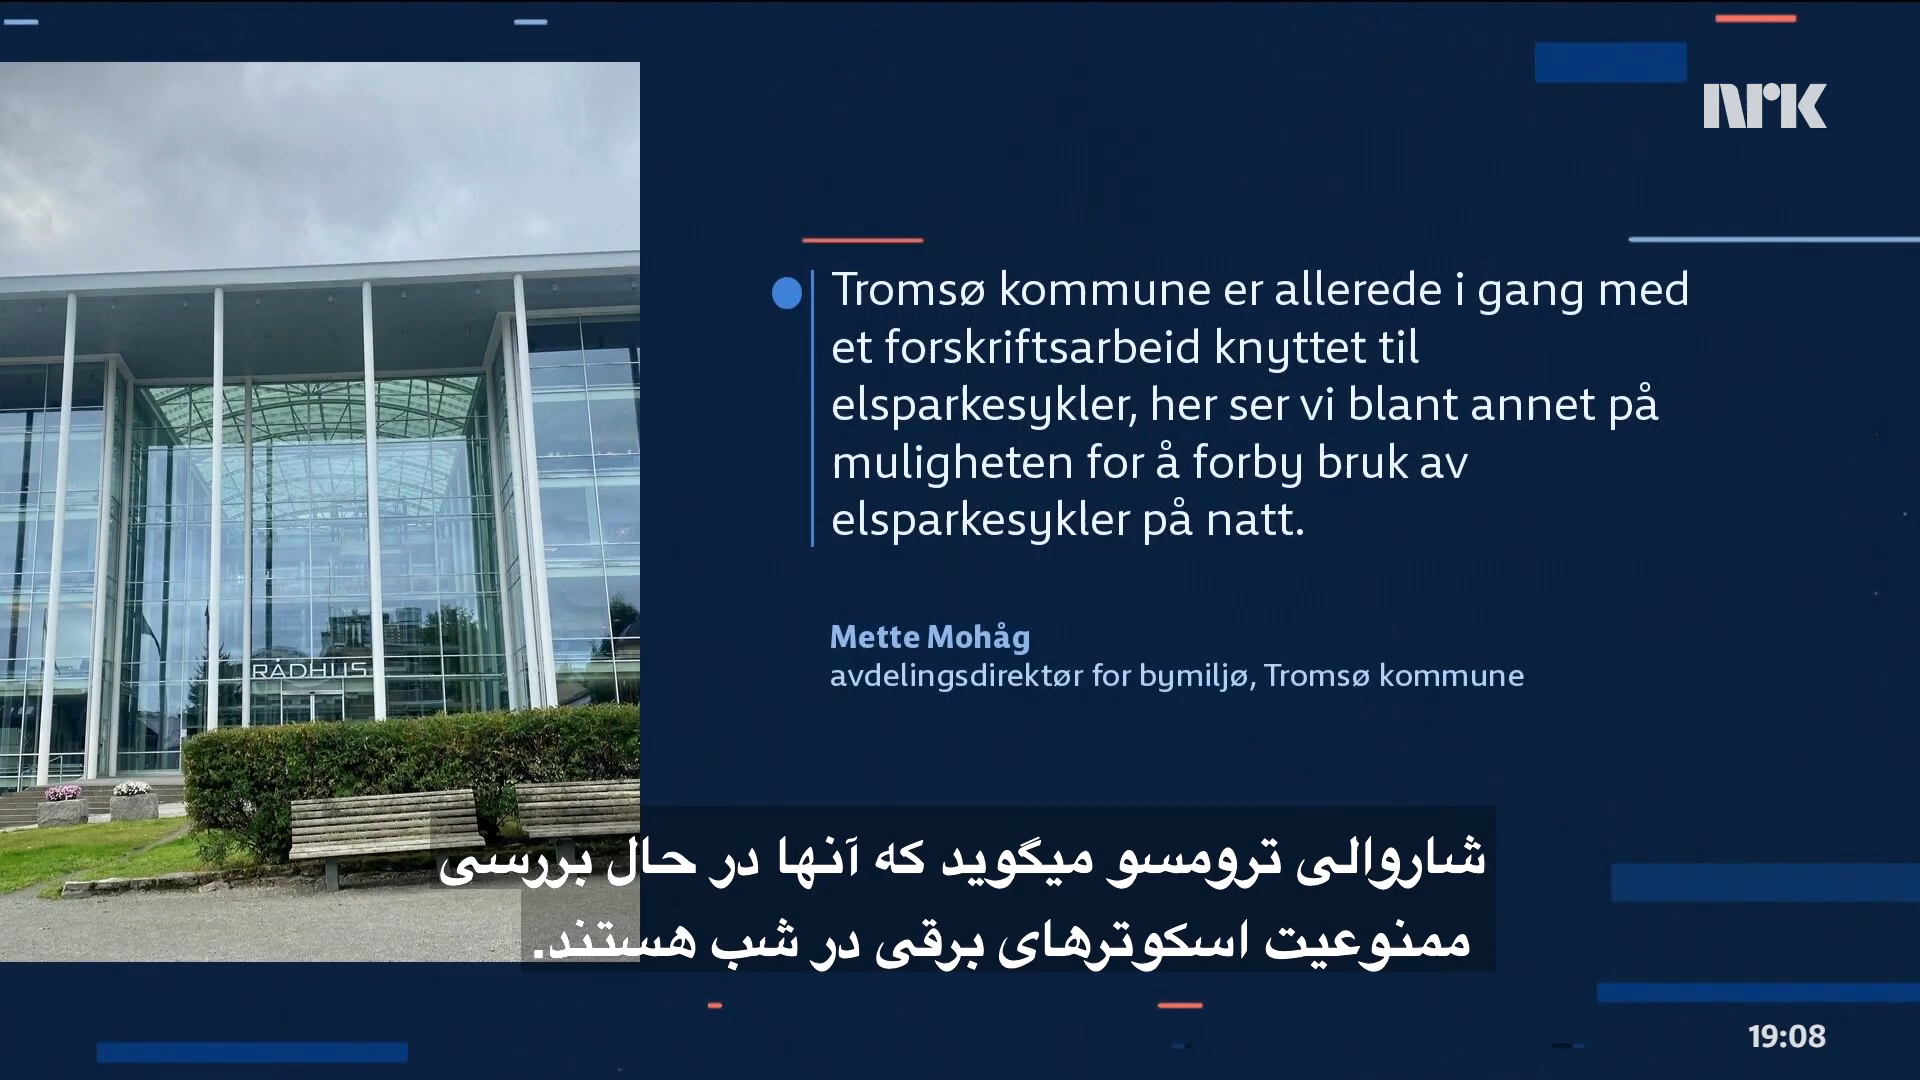 nrk
Tromsø kommune er allerede i gang med
et forskriftsarbeid knyttet til
elsparkesykler, her ser vi blant annet på
muligheten for å forby bruk av
elsparkesykler på natt.
Mette Mohåg
avdelingsdirektør for bymiljø, Tromsø kommune
RÅDHUS
شاروالی ترومسو میگوید که آنها در حال بررسی
ممنوعیت اسکوترهای برقی در شب هستند.
19:08